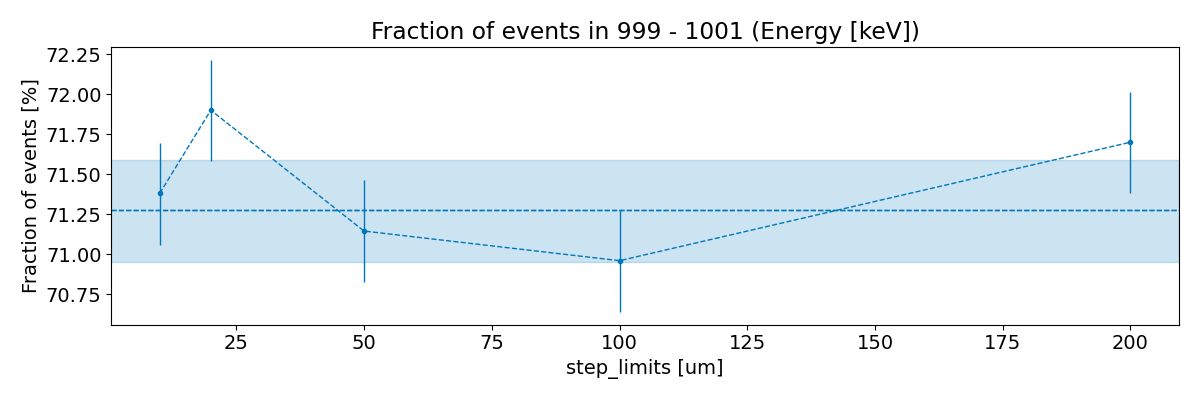 Fraction of events in 999 - 1001 (Energy [keV])
Fraction of events [%]
72.25
72.00
71.75
71.50
71.25
71.00
70.75
25 50 75 100 125 150 175 200
step_limits [um]